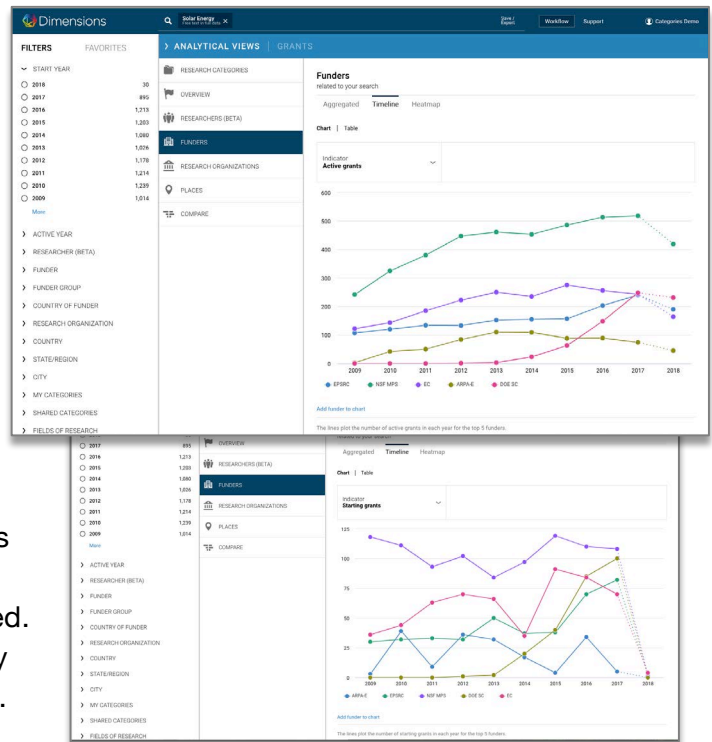 Dimensions
Solar Energy
Free text in full data
Save / Export
Workflow
Support
Categories Demo
FILTERS
FAVORITES
START YEAR
2018 30
2017 895
2016 1,213
2015 1,203
2014 1,080
2013 1,026
2012 1,178
2011 1,214
2010 1,239
2009 1,014
More
ACTIVE YEAR
RESEARCHER (BETA)
FUNDER
FUNDER GROUP
COUNTRY OF FUNDER
RESEARCH ORGANIZATION
COUNTRY
STATE/REGION
CITY
MY CATEGORIES
SHARED CATEGORIES
FIELDS OF RESEARCH
ANALYTICAL VIEWS | GRANTS
RESEARCH CATEGORIES
OVERVIEW
RESEARCHERS (BETA)
FUNDERS
RESEARCH ORGANIZATIONS
PLACES
COMPARE
Funders
related to your search
Aggregated Timeline Heatmap
Chart | Table
Indicator
Active grants
600
500
400
300
200
100
0
2009 2010 2011 2012 2013 2014 2015 2016 2017 2018
EPSRC NSF MPS EC ARPA-E DGE SC
Add funder to chart
The lines plot the number of active grants in each year for the top 5 funders.
2017 895
2016 1,213
2015 1,203
2014 1,080
2013 1,026
2012 1,178
2011 1,214
2010 1,239
2009 1,014
More
ACTIVE YEAR
RESEARCHER (BETA)
FUNDER
FUNDER GROUP
COUNTRY OF FUNDER
RESEARCH ORGANIZATION
COUNTRY
STATE/REGION
CITY
MY CATEGORIES
SHARED CATEGORIES
FIELDS OF RESEARCH
OVERVIEW
RESEARCHERS (BETA)
FUNDERS
RESEARCH ORGANIZATIONS
PLACES
COMPARE
related to your search
Aggregated Timeline Heatmap
Chart | Table
Indicator
Starting grants
125
100
75
50
25
0
2009 2010 2011 2012 2013 2014 2015 2016 2017 2018
ARPA-E EPSRC NSF MPS DGE SC EC
Add funder to chart
The lines plot the number of starting grants in each year for the top 5 funders.